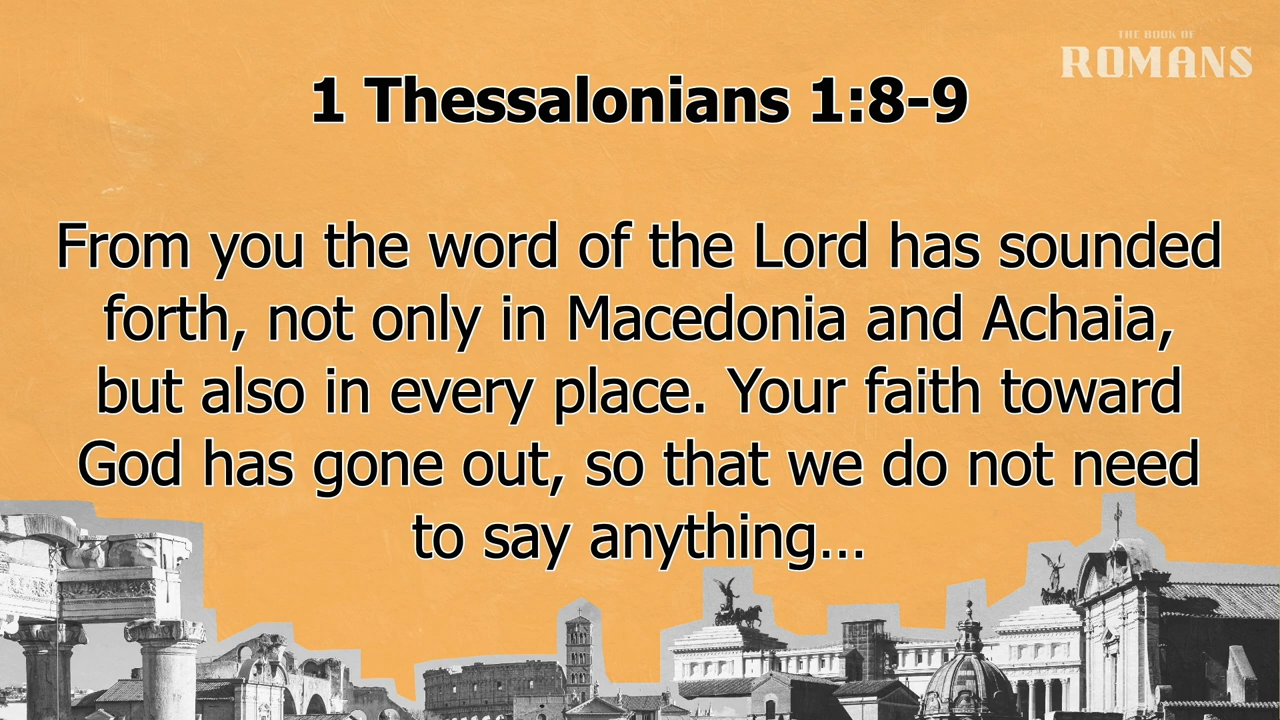 THE BOOK OF
ROMANS
1 Thessalonians 1:8-9
From you the word of the Lord has sounded
forth, not only in Macedonia and Achaia,
but also in every place. Your faith toward
God has gone out, so that we do not need
to say anything...